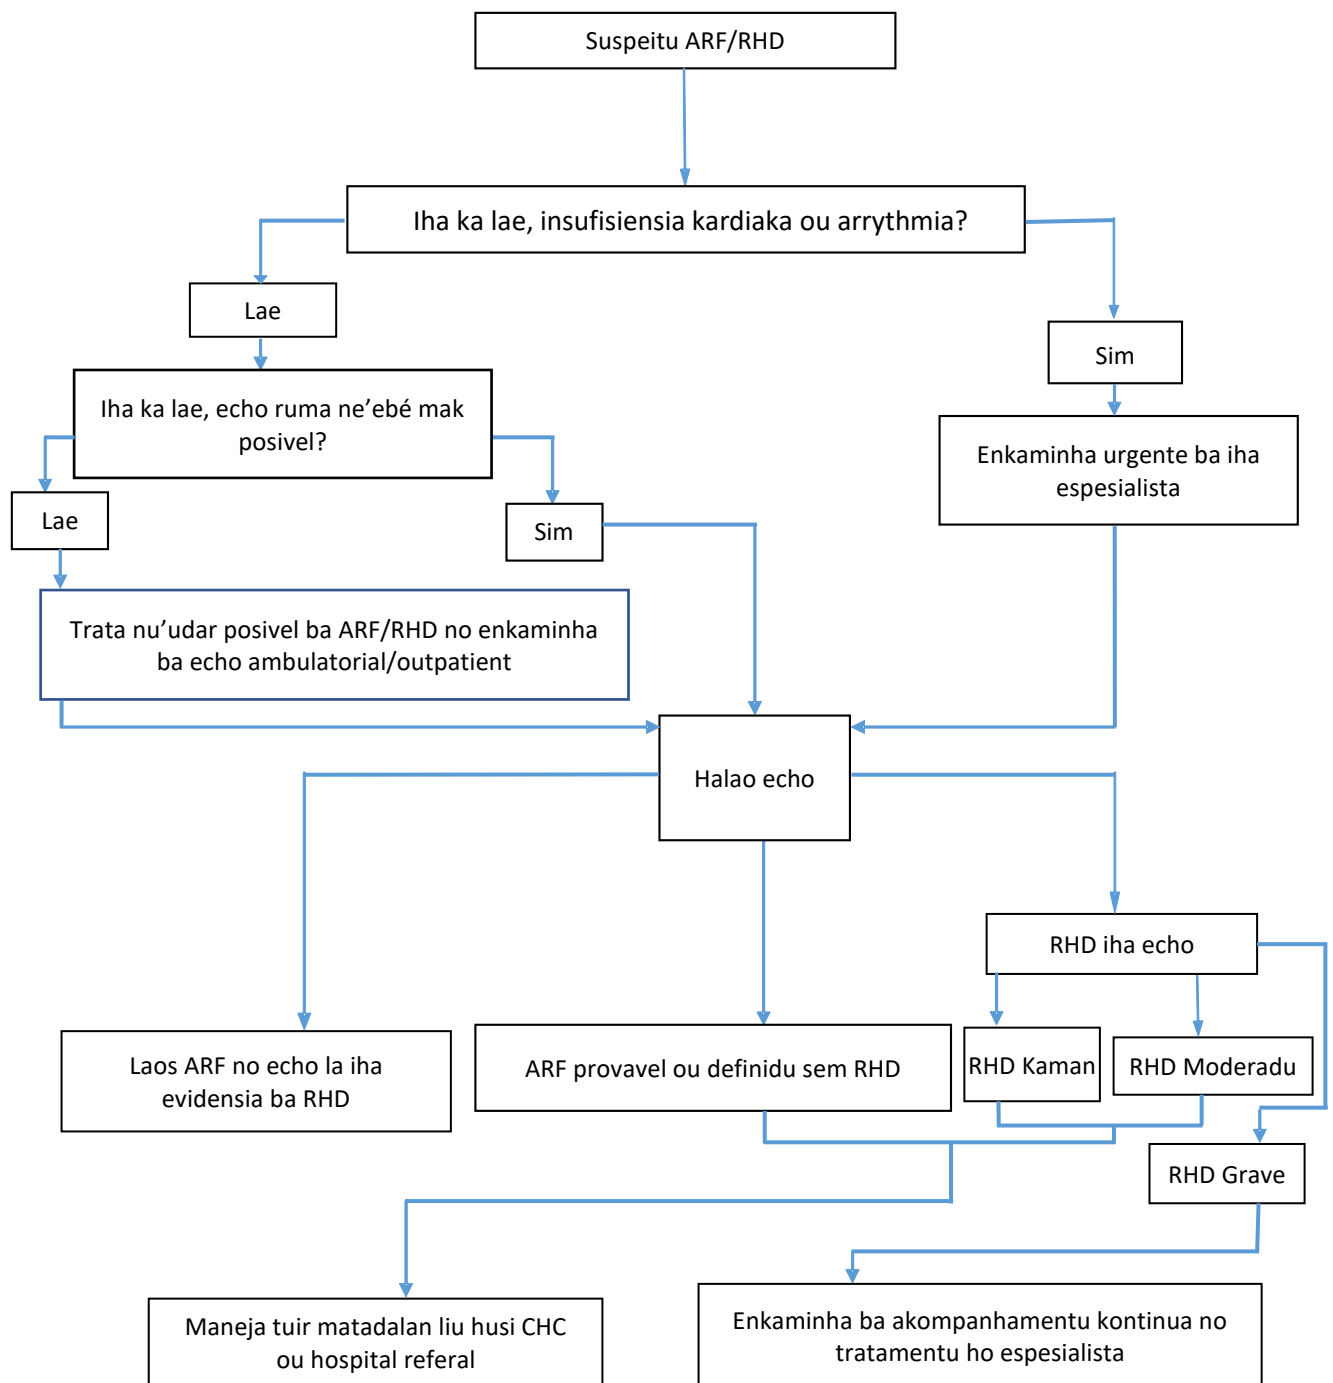 Suspeitu ARF/RHD
Iha ka lae, insufisiensia kardiaka ou arrythmia?
Lae
Sim
Iha ka lae, echo ruma ne’ebé mak
posivel?
Enkaminha urgente ba iha
espesialista
Lae
Sim
Trata nu’udar posivel ba ARF/RHD no enkaminha
ba echo ambulatorial/outpatient
Halao echo
RHD iha echo
Laos ARF no echo la iha
evidensia ba RHD
ARF provavel ou definidu sem RHD
RHD Kaman
RHD Moderadu
RHD Grave
Maneja tuir matadalan liu husi CHC
ou hospital referal
Enkaminha ba akompanhamentu kontinua no
tratamentu ho espesialista